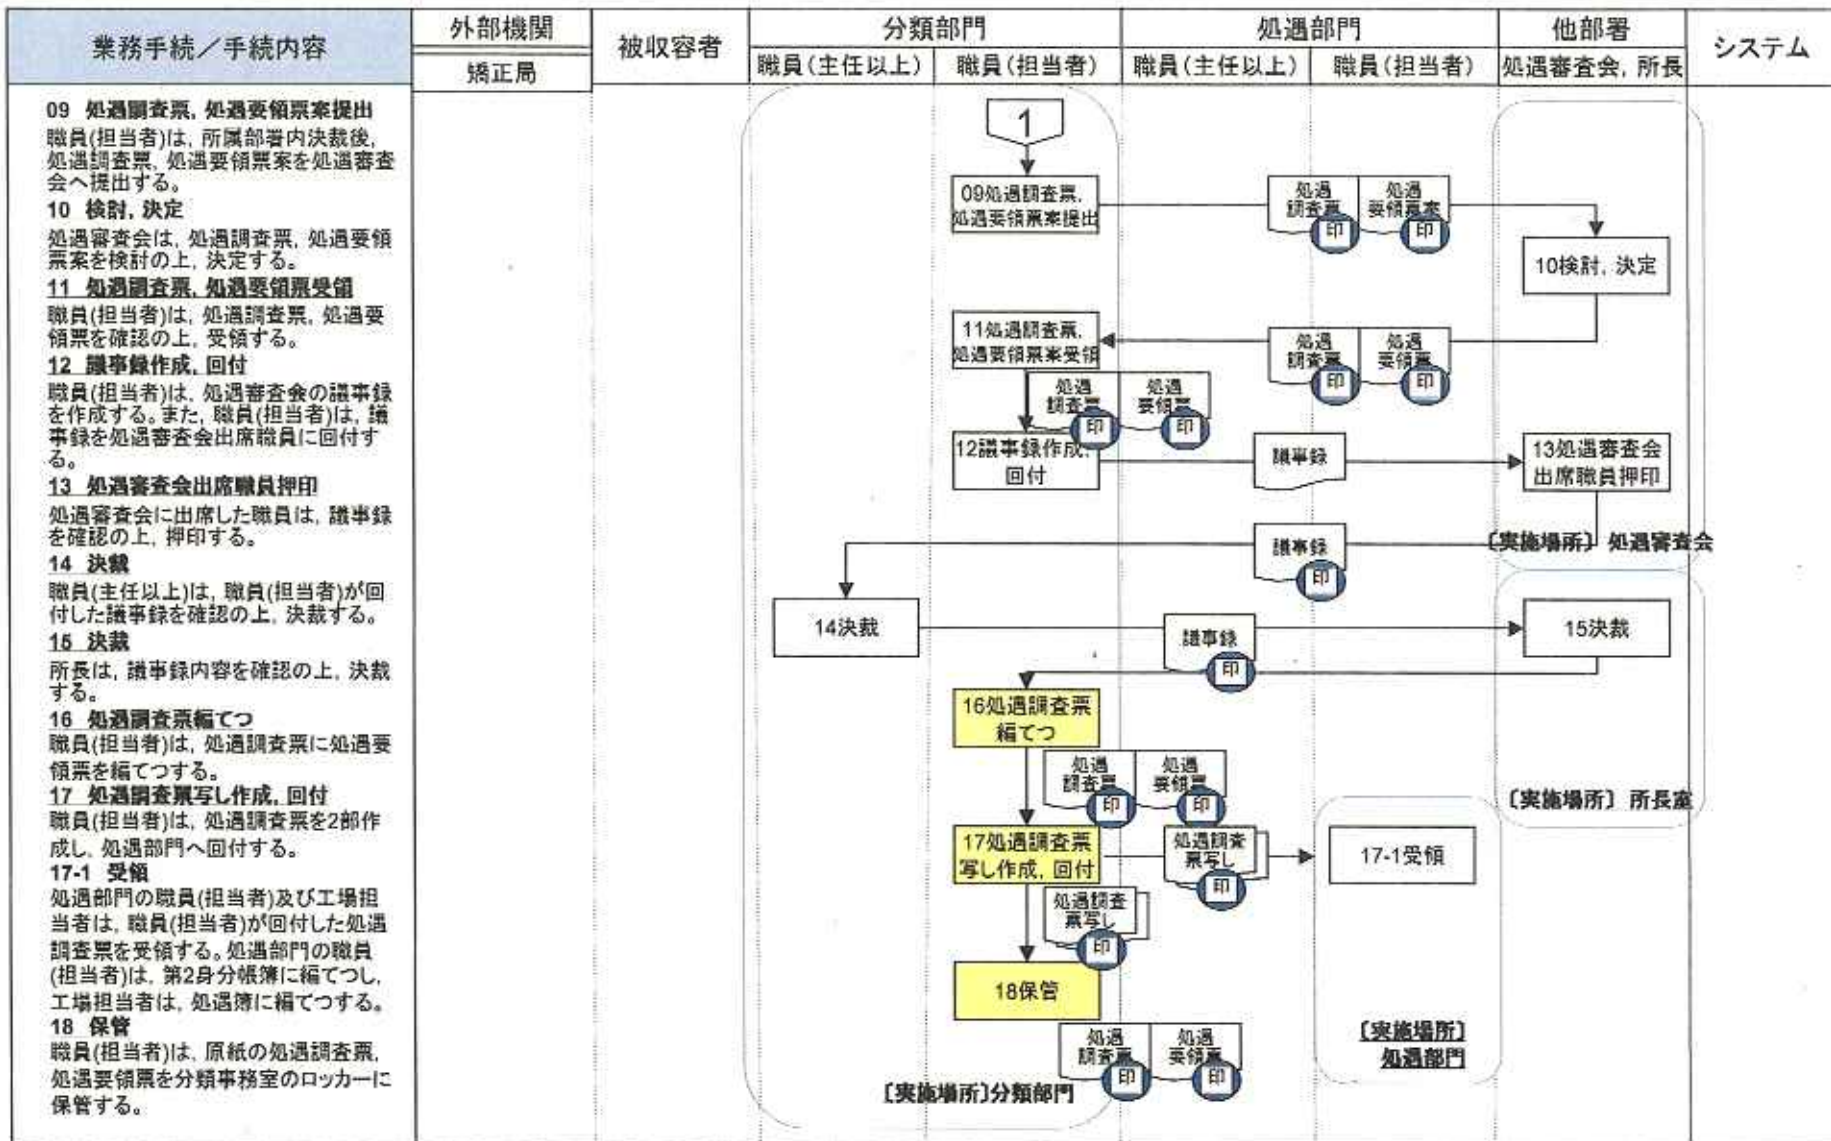 業務手続／手続内容
外部機関
矯正局
被収容者
分類部門
職員(主任以上)
職員(担当者)
処遇部門
職員(主任以上)
職員(担当者)
他部署
処遇審査会, 所長
システム
09 処遇調査票, 処遇要領票案提出
職員(担当者)は, 所属部署内決裁後,
処遇調査票, 処遇要領票案を処遇審査
会へ提出する。
10 検討, 決定
処遇審査会は, 処遇調査票, 処遇要領
票案を検討の上, 決定する。
11 処遇調査票, 処遇要領票受領
職員(担当者)は, 処遇調査票, 処遇要
領票を確認の上, 受領する。
12 議事録作成, 回付
職員(担当者)は, 処遇審査会の議事録
を作成する。また, 職員(担当者)は, 議
事録を処遇審査会出席職員に回付す
る。
13 処遇審査会出席職員押印
処遇審査会に出席した職員は, 議事録
を確認の上, 押印する。
14 決裁
職員(主任以上)は, 職員(担当者)が回
付した議事録を確認の上, 決裁する。
15 決裁
所長は, 議事録内容を確認の上, 決裁
する。
16 処遇調査票編てつ
職員(担当者)は, 処遇調査票に処遇要
領票を編てつする。
17 処遇調査票写し作成, 回付
職員(担当者)は, 処遇調査票を2部作
成し, 処遇部門へ回付する。
17-1 受領
処遇部門の職員(担当者)及び工場担
当者は, 職員(担当者)が回付した処遇
調査票を受領する。処遇部門の職員
(担当者)は, 第2身分帳簿に編てつし,
工場担当者は, 処遇簿に編てつする。
18 保管
職員(担当者)は, 原紙の処遇調査票,
処遇要領票を分類事務室のロッカーに
保管する。
1
09処遇調査票,
処遇要領票案提出
処遇
調査票
印
処遇
要領票案
印
10検討, 決定
11処遇調査票,
処遇要領票案受領
処遇
調査票
印
処遇
要領票
印
処遇
調査票
印
処遇
要領票
印
12議事録作成,
回付
議事録
13処遇審査会
出席職員押印
〔実施場所〕 処遇審査会
議事録
印
14決裁
議事録
印
15決裁
16処遇調査票
編てつ
処遇
調査票
印
処遇
要領票
印
〔実施場所〕 所長室
17処遇調査票
写し作成, 回付
処遇調査
票写し
印
17-1受領
処遇調査
票写し
印
18保管
処遇
調査票
印
処遇
要領票
印
〔実施場所〕
処遇部門
〔実施場所〕分類部門